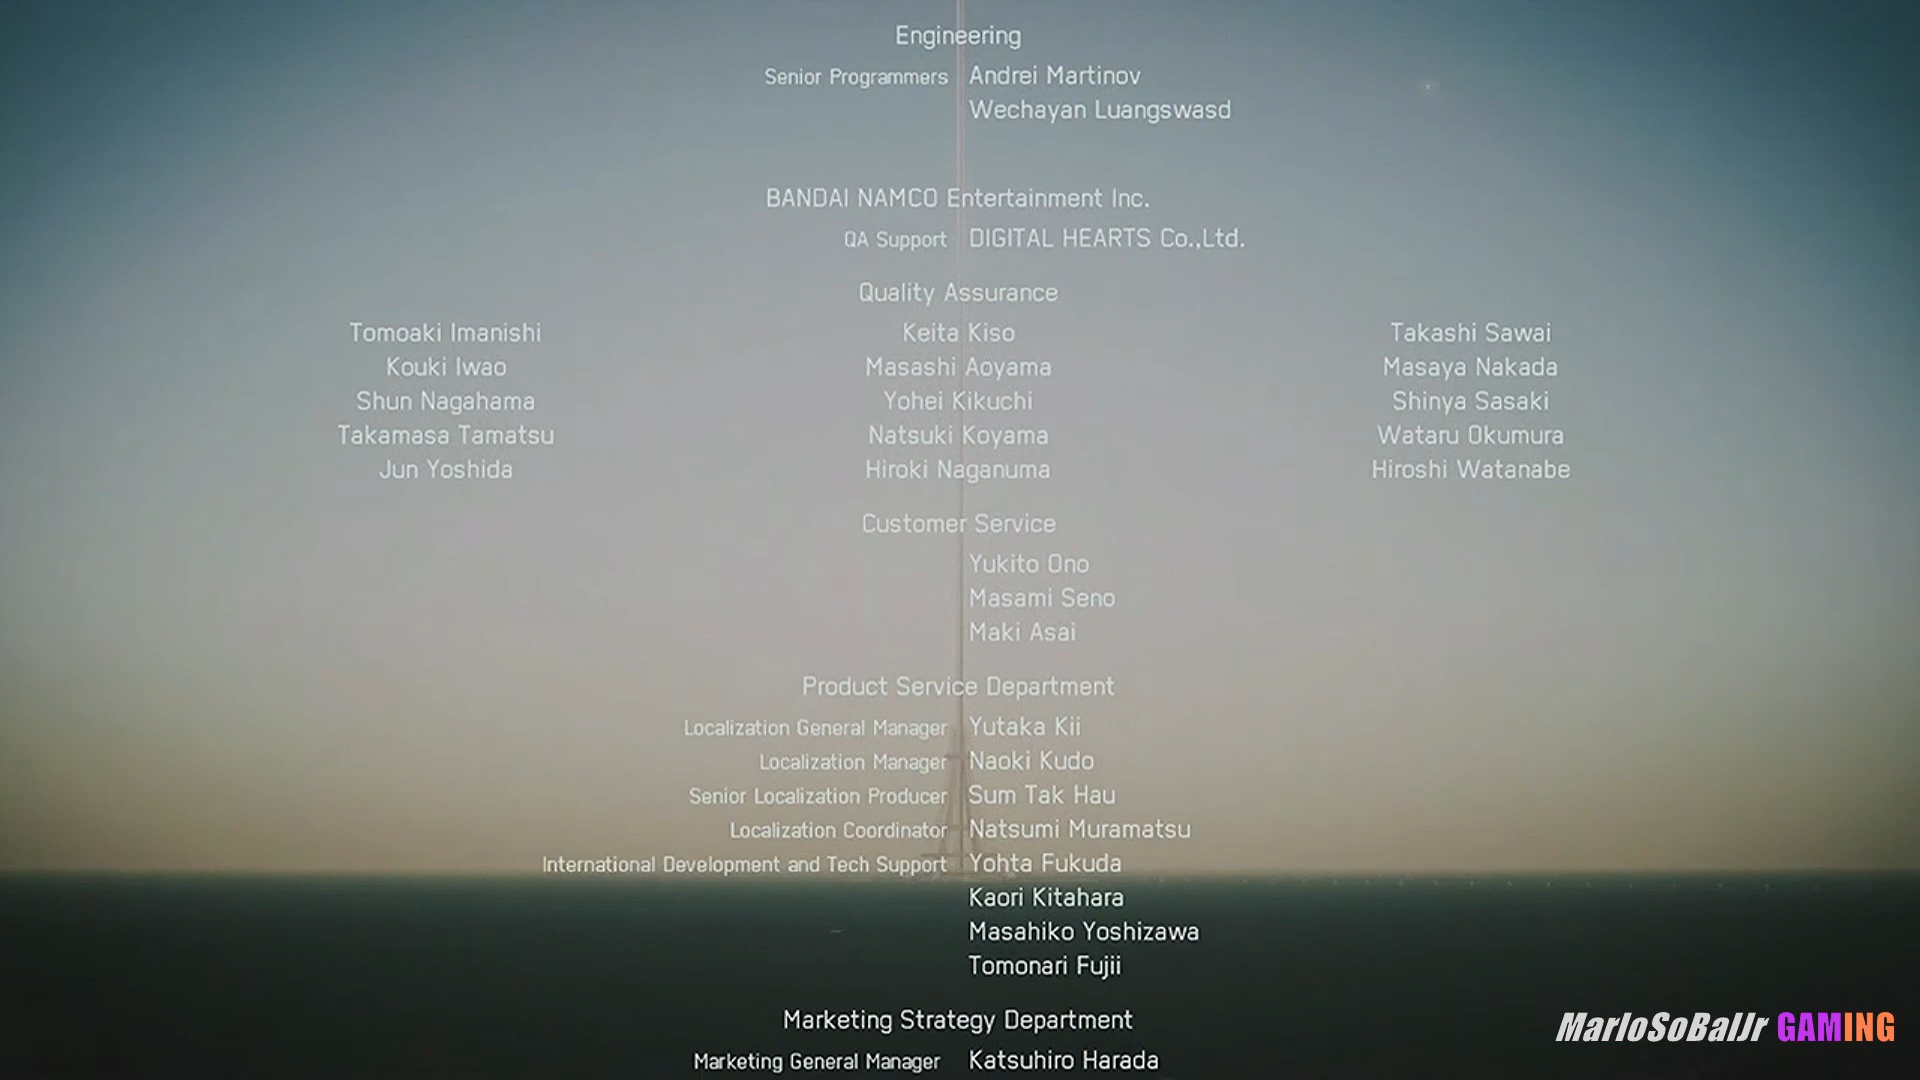 Engineering
Senior Programmers Andrei Martinov
Wechayan Luangswasd
BANDAI NAMCO Entertainment Inc.
QA Support DIGITAL HEARTS Co.,Ltd.
Quality Assurance
Tomoaki Imanishi Keita Kiso Takashi Sawai
Kouki Iwao Masashi Aoyama Masaya Nakada
Shun Nagahama Yohei Kikuchi Shinya Sasaki
Takamasa Tamatsu Natsuki Koyama Wataru Okumura
Jun Yoshida Hiroki Naganuma Hiroshi Watanabe
Customer Service
Yukito Ono
Masami Seno
Maki Asai
Product Service Department
Localization General Manager Yutaka Kii
Localization Manager Naoki Kudo
Senior Localization Producer Sum Tak Hau
Localization Coordinator Natsumi Muramatsu
International Development and Tech Support Yohta Fukuda
Kaori Kitahara
Masahiko Yoshizawa
Tomonari Fujii
Marketing Strategy Department
Marketing General Manager Katsuhiro Harada
MarloSoBalJr GAMING